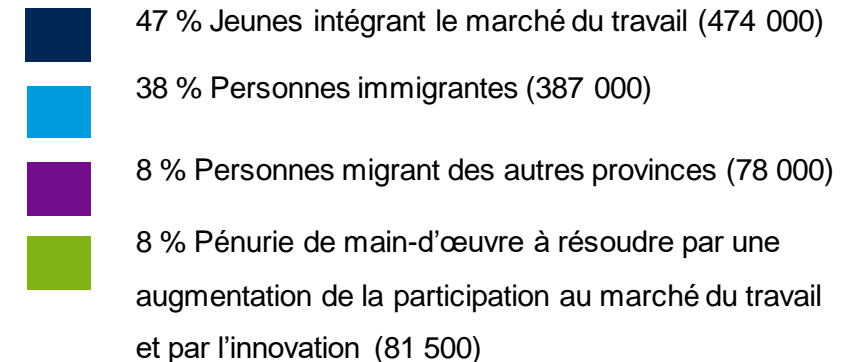 47 % Jeunes intégrant le marché du travail (474 000)
38 % Personnes immigrantes (387 000)
8 % Personnes migrant des autres provinces (78 000)
8 % Pénurie de main-d’œuvre à résoudre par une
augmentation de la participation au marché du travail
et par l’innovation (81 500)